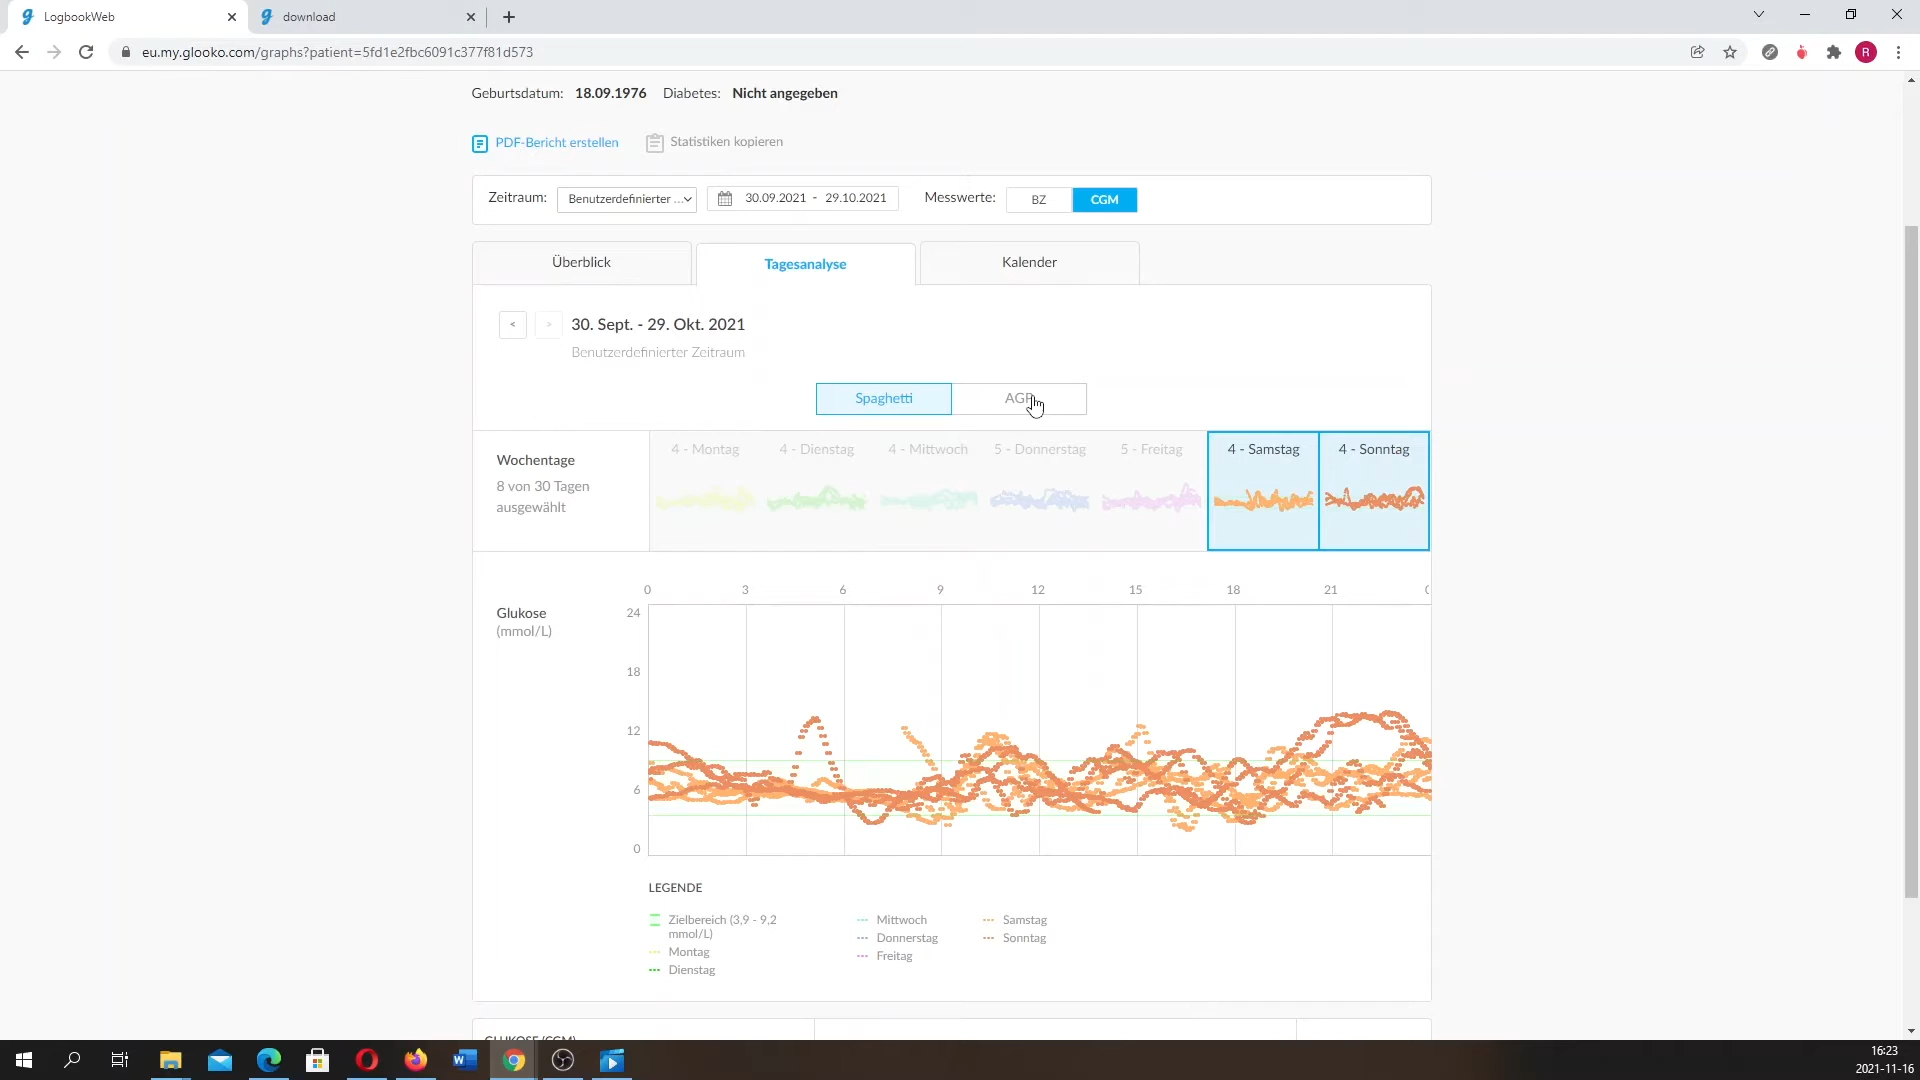 LogbookWeb
download
eu.my.glooko.com/graphs?patient=5fd1e2fbc6091c377f81d573
R
Geburtsdatum: 18.09.1976 Diabetes: Nicht angegeben
PDF-Bericht erstellen
Statistiken kopieren
Zeitraum: Benutzerdefinierter ... 30.09.2021 - 29.10.2021 Messwerte: BZ CGM
Überblick
Tagesanalyse
Kalender
< > 30. Sept. - 29. Okt. 2021
Benutzerdefinierter Zeitraum
Spaghetti
AGP
4 - Montag 4 - Dienstag 4 - Mittwoch 5 - Donnerstag 5 - Freitag 4 - Samstag 4 - Sonntag
Wochentage
8 von 30 Tagen
ausgewählt
0 3 6 9 12 15 18 21
Glukose
(mmol/L)
24
18
12
6
0
LEGENDE
Zielbereich (3,9 - 9,2
mmol/L)
Montag
Dienstag
Mittwoch
Donnerstag
Freitag
Samstag
Sonntag
GLUKOSE (CGM)
16:23
2021-11-16